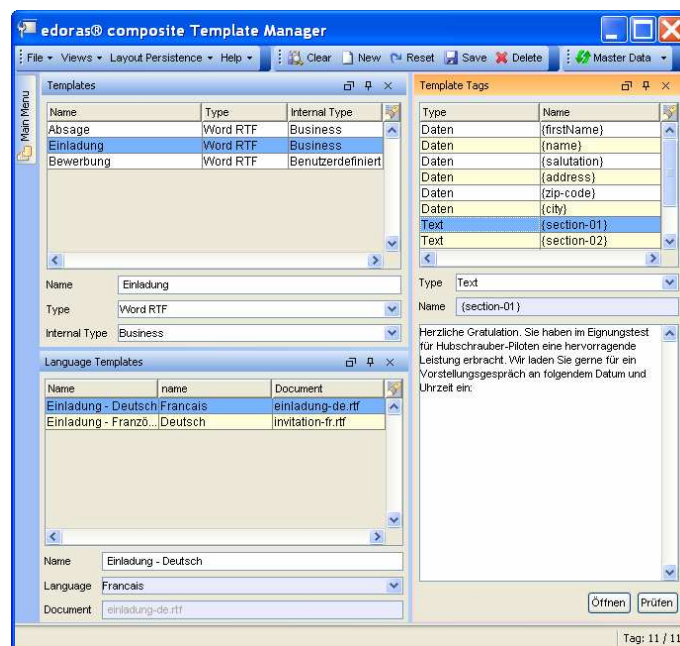 edoras® composite Template Manager
File Views Layout Persistence Help Clear New Reset Save Delete Master Data
Main Menu
Templates
Name Type Internal Type
Absage Word RTF Business
Einladung Word RTF Business
Bewerbung Word RTF Benutzerdefiniert
Name Einladung
Type Word RTF
Internal Type Business
Language Templates
Name name Document
Einladung - Deutsch Francais einladung-de.rtf
Einladung - Franzö... Deutsch invitation-fr.rtf
Name Einladung - Deutsch
Language Francais
Document einladung-de.rtf
Template Tags
Type Name
Daten {firstName}
Daten {name}
Daten {salutation}
Daten {address}
Daten {zip-code}
Daten {city}
Text {section-01}
Text {section-02}
Type Text
Name {section-01}
Herzliche Gratulation. Sie haben im Eignungstest
für Hubschrauber-Piloten eine hervorragende
Leistung erbracht. Wir laden Sie gerne für ein
Vorstellungsgespräch an folgendem Datum und
Uhrzeit ein:
Öffnen Prüfen
Tag: 11 / 11